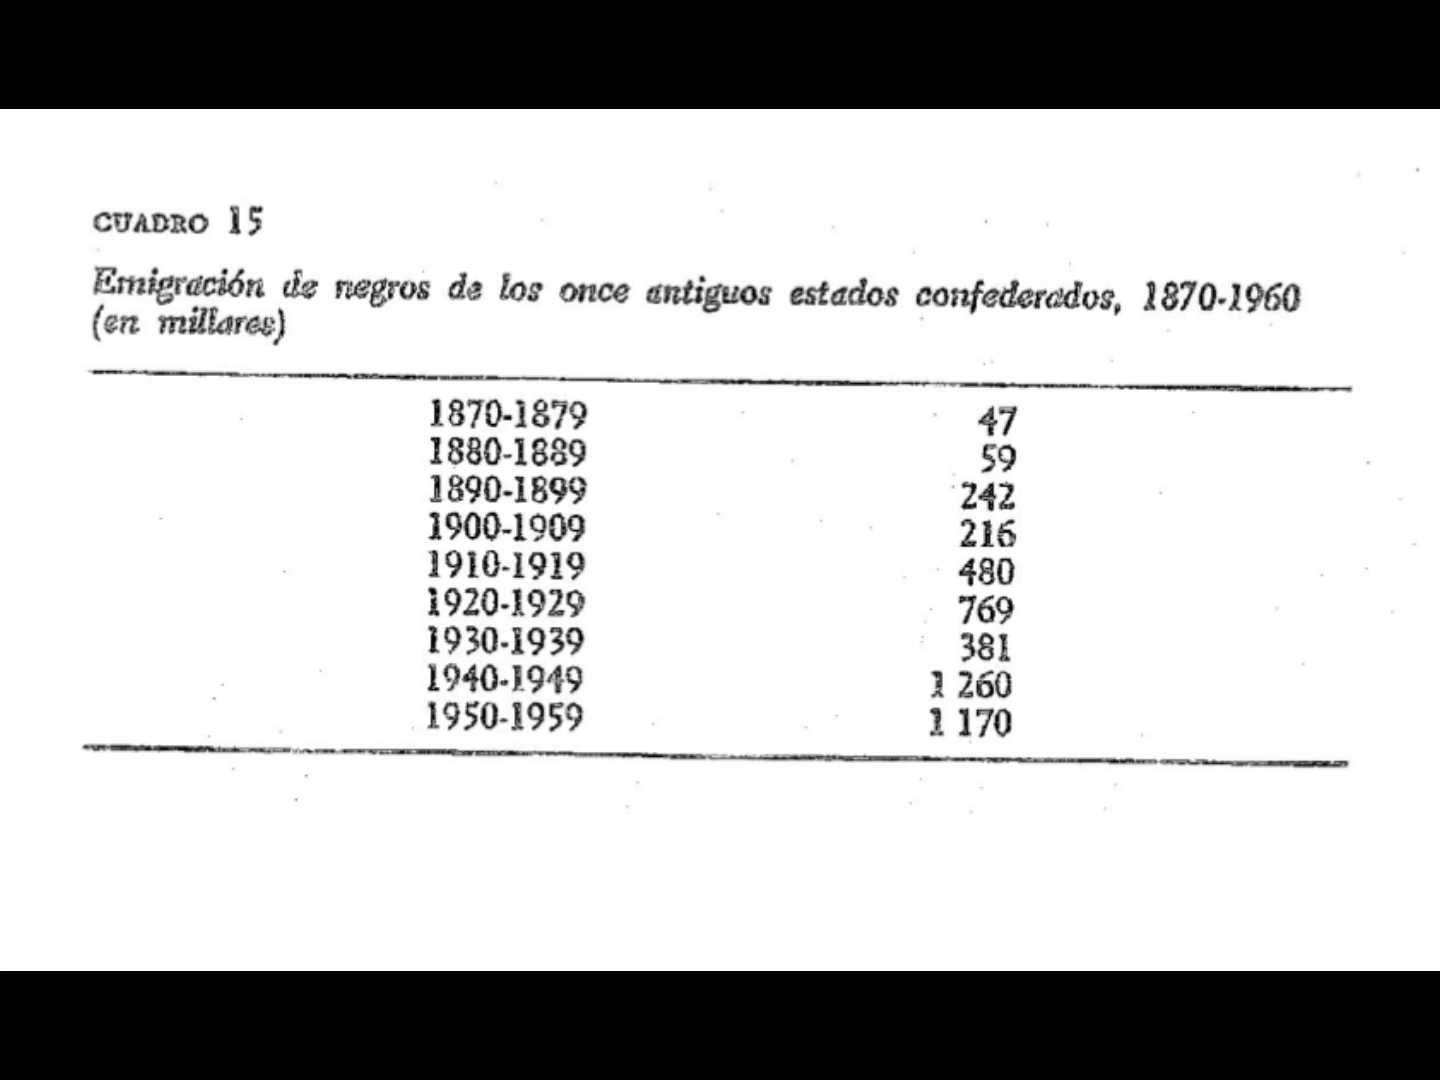 CUADRO 15
Emigración de negros de los once antiguos estados confederados, 1870-1960
(en millares)
1870-1879 47
1880-1889 59
1890-1899 242
1900-1909 216
1910-1919 480
1920-1929 769
1930-1939 381
1940-1949 1 260
1950-1959 1 170